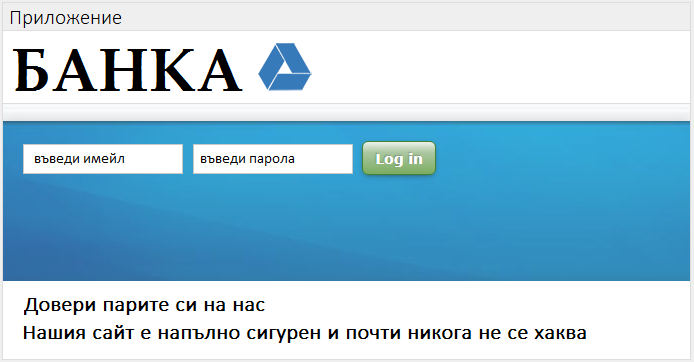 Приложение
БАНКА
въведи имейл
въведи парола
Log in
Довери парите си на нас
Нашия сайт е напълно сигурен и почти никога не се хаква